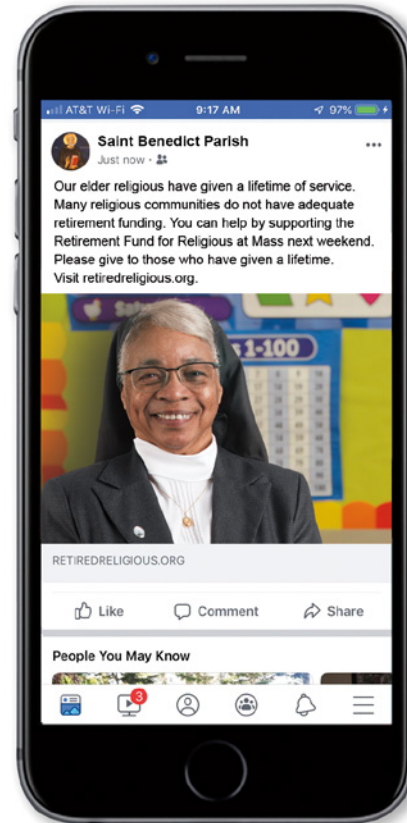 AT&T Wi-Fi 9:17 AM 97%
Saint Benedict Parish
Just now
Our elder religious have given a lifetime of service.
Many religious communities do not have adequate
retirement funding. You can help by supporting the
Retirement Fund for Religious at Mass next weekend.
Please give to those who have given a lifetime.
Visit retiredreligious.org.
1-100
RETIREDRELIGIOUS.ORG
Like Comment Share
People You May Know
3